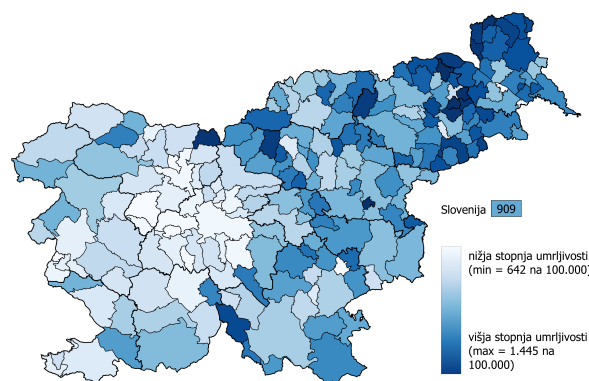 Slovenija 909
nižja stopnja umrljivosti
(min = 642 na 100.000)
višja stopnja umrljivosti
(max = 1.445 na
100.000)